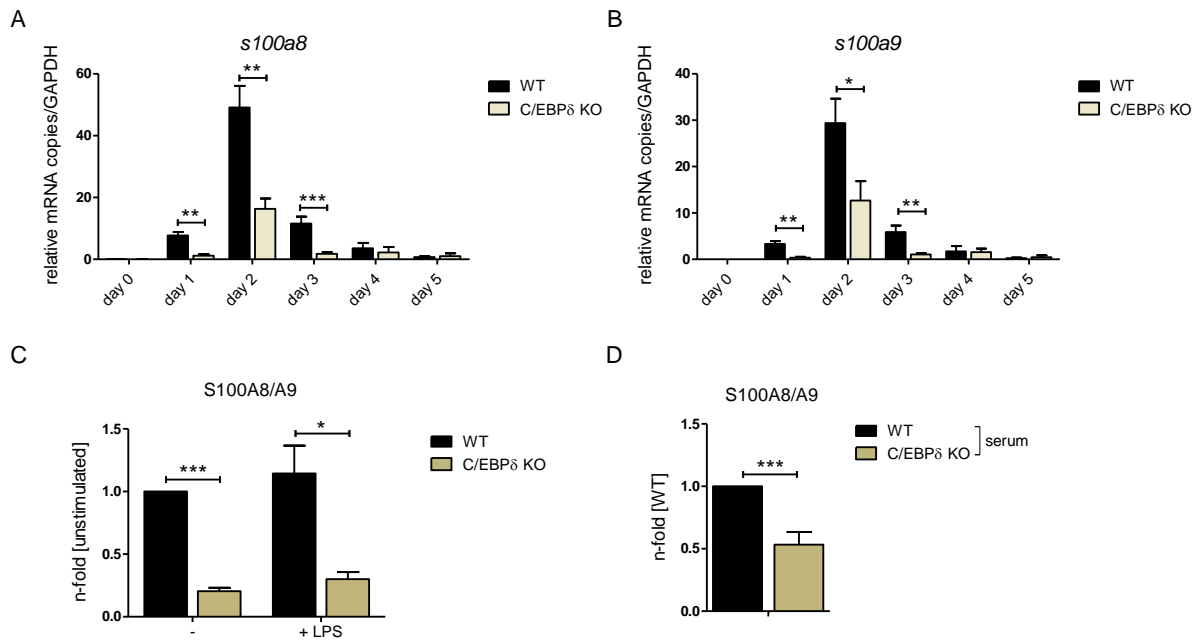 A
s100a8
relative mRNA copies/GAPDH
60
40
20
0
**
**
***
day 0
day 1
day 2
day 3
day 4
day 5
WT
C/EBPδ KO
B
s100a9
relative mRNA copies/GAPDH
40
30
20
10
0
**
*
**
day 0
day 1
day 2
day 3
day 4
day 5
WT
C/EBPδ KO
C
S100A8/A9
n-fold [unstimulated]
1.5
1.0
0.5
0.0
***
*
-
+ LPS
WT
C/EBPδ KO
D
S100A8/A9
n-fold [WT]
1.5
1.0
0.5
0.0
***
WT
C/EBPδ KO
serum